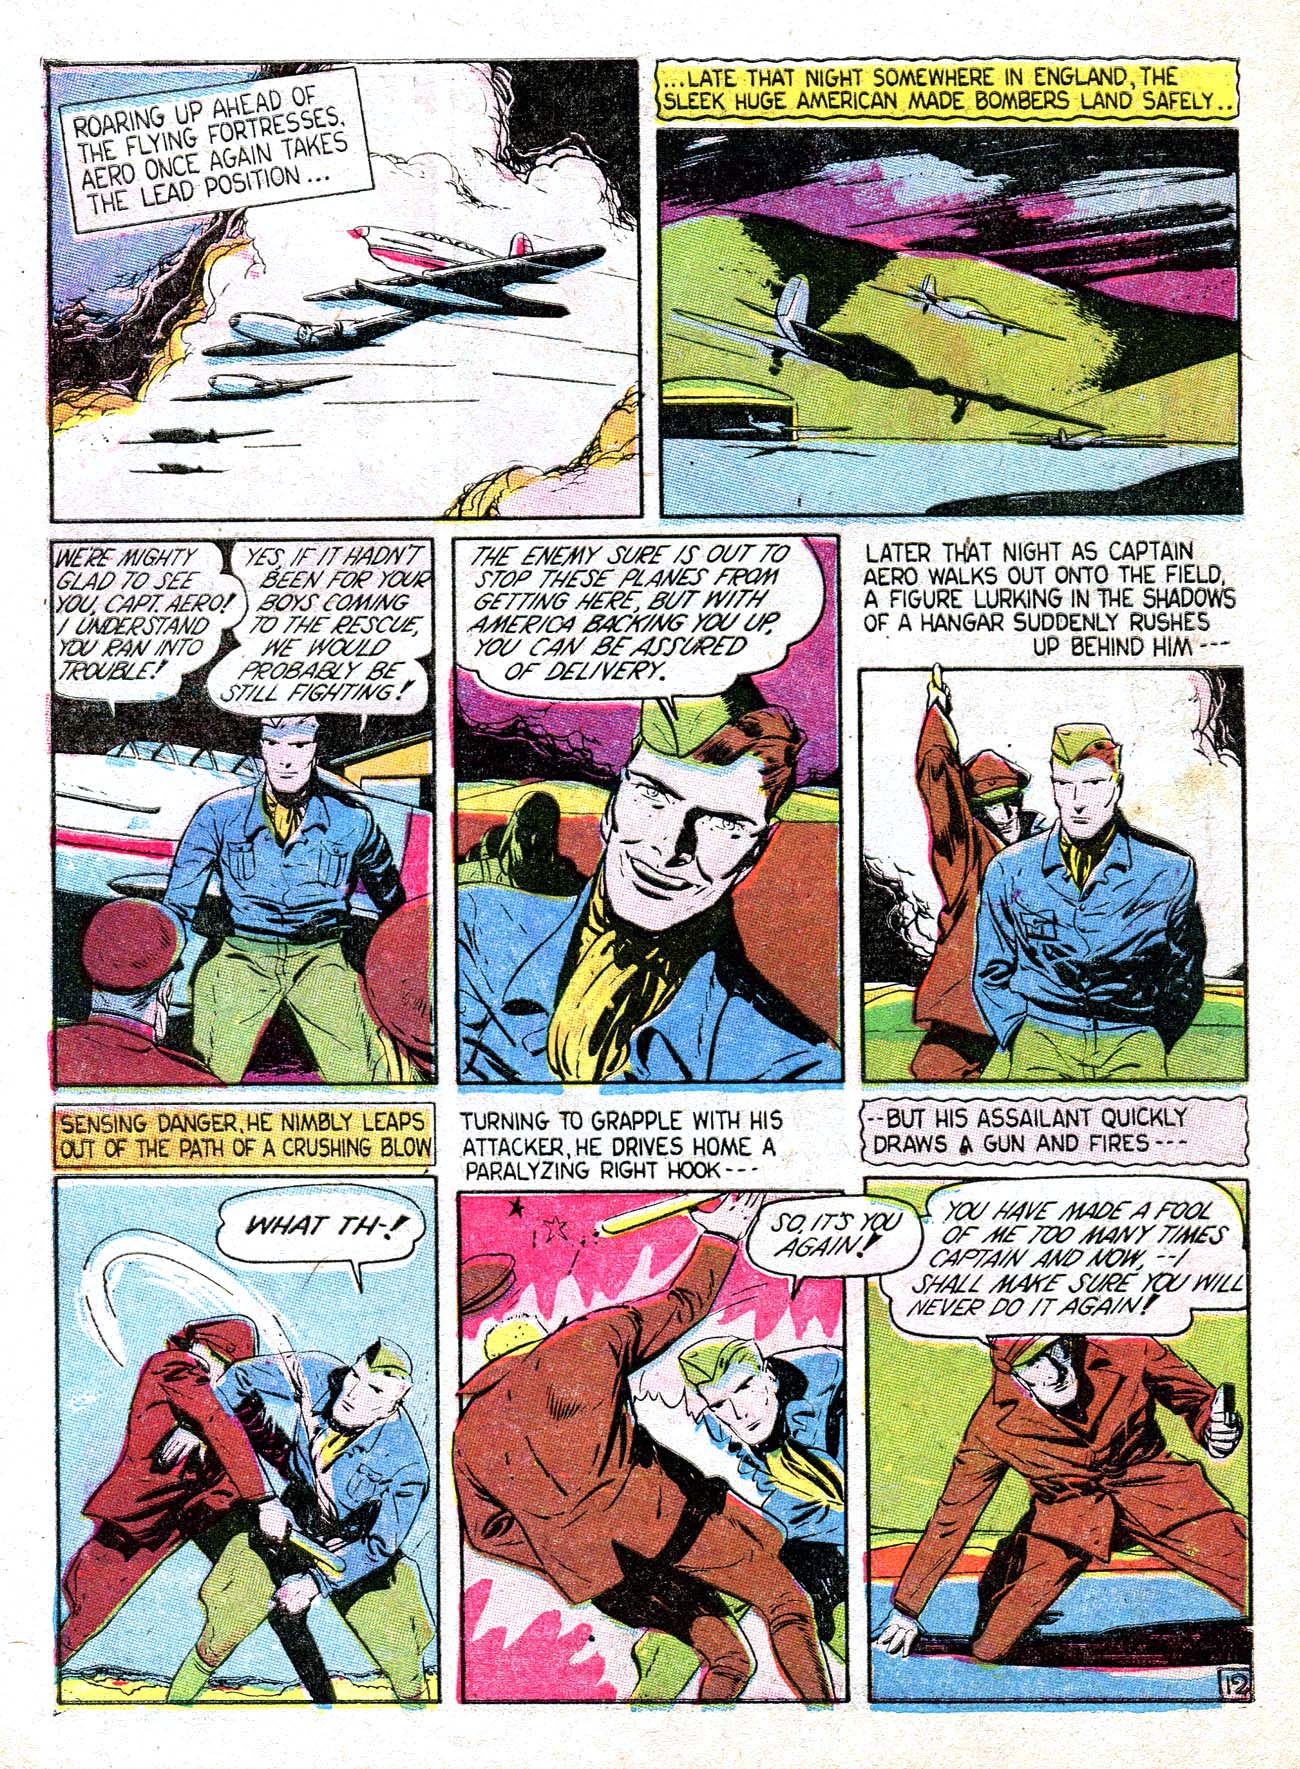 ROARING UP AHEAD OF
THE FLYING FORTRESSES,
AERO ONCE AGAIN TAKES
THE LEAD POSITION ...
...LATE THAT NIGHT SOMEWHERE IN ENGLAND, THE
SLEEK HUGE AMERICAN MADE BOMBERS LAND SAFELY..
WE'RE MIGHTY
GLAD TO SEE
YOU, CAPT. AERO!
I UNDERSTAND
YOU RAN INTO
TROUBLE!
YES, IF IT HADN'T
BEEN FOR YOUR
BOYS COMING
TO THE RESCUE,
WE WOULD
PROBABLY BE
STILL FIGHTING!
THE ENEMY SURE IS OUT TO
STOP THESE PLANES FROM
GETTING HERE, BUT WITH
AMERICA BACKING YOU UP,
YOU CAN BE ASSURED
OF DELIVERY.
LATER THAT NIGHT AS CAPTAIN
AERO WALKS OUT ONTO THE FIELD,
A FIGURE LURKING IN THE SHADOWS
OF A HANGAR SUDDENLY RUSHES
UP BEHIND HIM ---
SENSING DANGER, HE NIMBLY LEAPS
OUT OF THE PATH OF A CRUSHING BLOW
WHAT TH-!
TURNING TO GRAPPLE WITH HIS
ATTACKER, HE DRIVES HOME A
PARALYZING RIGHT HOOK ---
SO, IT'S YOU
AGAIN!
--BUT HIS ASSAILANT QUICKLY
DRAWS A GUN AND FIRES ---
YOU HAVE MADE A FOOL
OF ME TOO MANY TIMES
CAPTAIN AND NOW, --I
SHALL MAKE SURE YOU WILL
NEVER DO IT AGAIN!
12